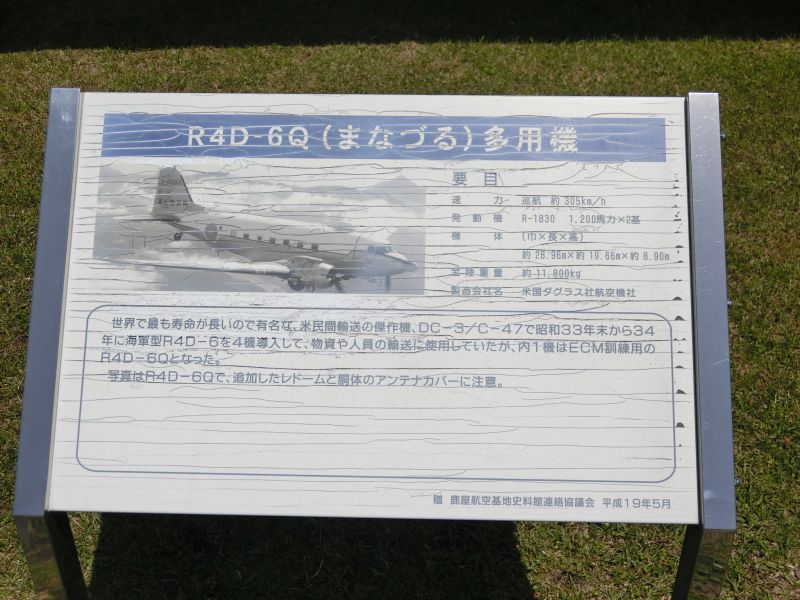 R4D-6Q(まなづる)多用機
要目
速力 巡航 約305km/h
発動機 R-1830 1,200馬力×2基
機体 (巾×長×高)
約28.96m×約19.66m×約8.90m
全陸重量 約11,800kg
製造会社名 米国ダグラス社航空機社
世界で最も寿命が長いので有名な、米民間輸送の傑作機、DC-3/C-47で昭和33年末から34
年に海軍型R4D-6を4機導入して、物資や人員の輸送に使用していたが、内1機はECM訓練用の
R4D-6Qとなった。
写真はR4D-6Qで、追加したレドームと胴体のアンテナカバーに注意。
贈 鹿屋航空基地史料館連絡協議会 平成19年5月